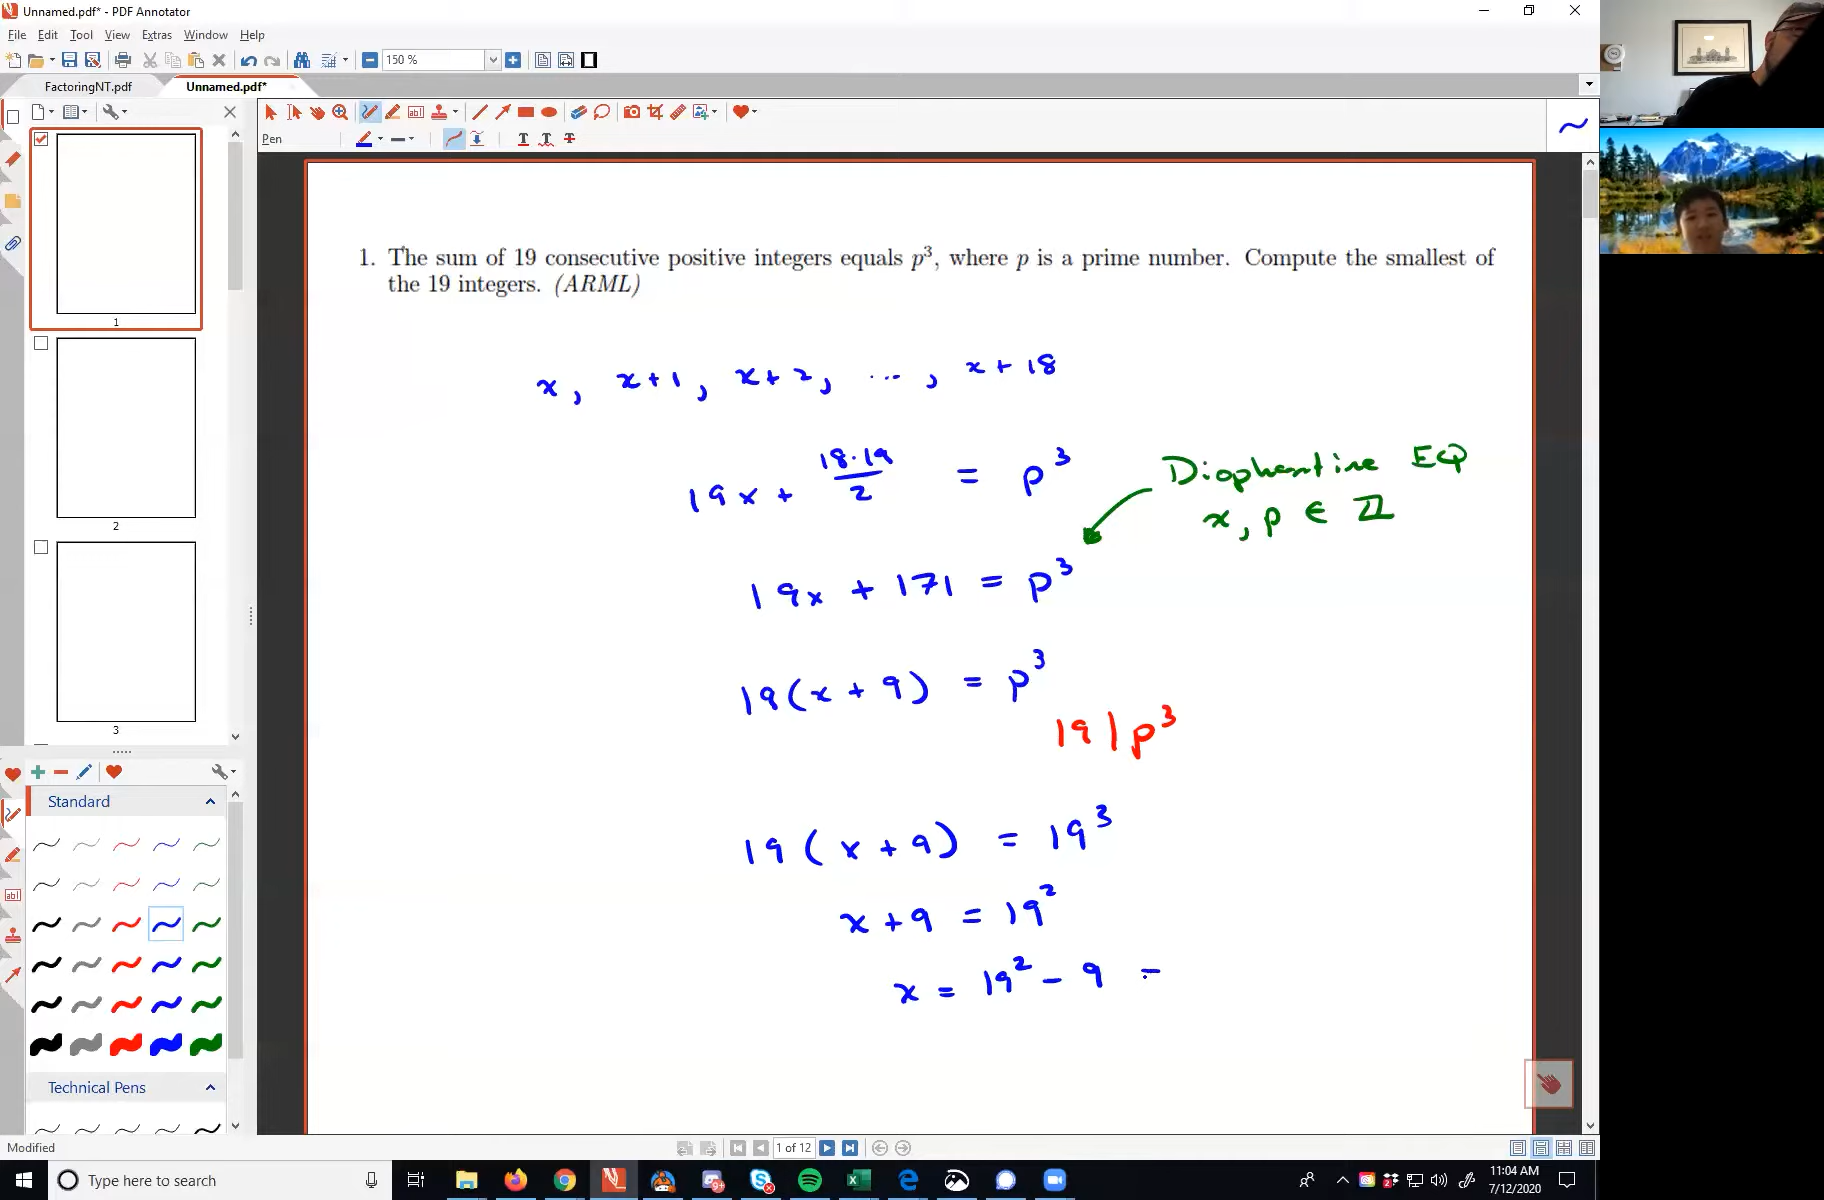 Unnamed.pdf* - PDF Annotator
File Edit Tool View Extras Window Help
150 %
FactoringNT.pdf Unnamed.pdf*
Pen
1
2
3
1. The sum of 19 consecutive positive integers equals p³, where p is a prime number. Compute the smallest of
the 19 integers. (ARML)
x, x+1, x+2, ..., x+18
19x + 18·19/2 = p³
Diophantine EQ
x, p ∈ ℤ
19x + 171 = p³
19(x + 9) = p³
19 | p³
19(x + 9) = 19³
x + 9 = 19²
x = 19² - 9 =
Standard
Technical Pens
Modified
1 of 12
Type here to search
11:04 AM
7/12/2020